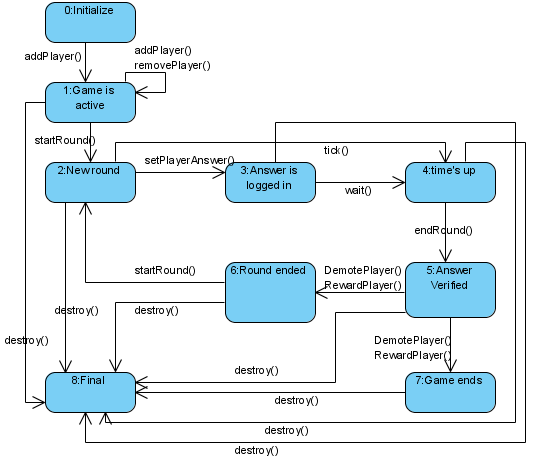 0:Initialize
addPlayer()
addPlayer()
removePlayer()
1:Game is
active
startRound()
tick()
setPlayerAnswer()
2:Newround
3:Answer is
logged in
4:time's up
wait()
endRound()
startRound()
6:Round ended
DemotePlayer()
RewardPlayer()
5:Answer
Verified
destroy()
destroy()
destroy()
DemotePlayer()
RewardPlayer()
destroy()
8:Final
7:Game ends
destroy()
destroy()
destroy()